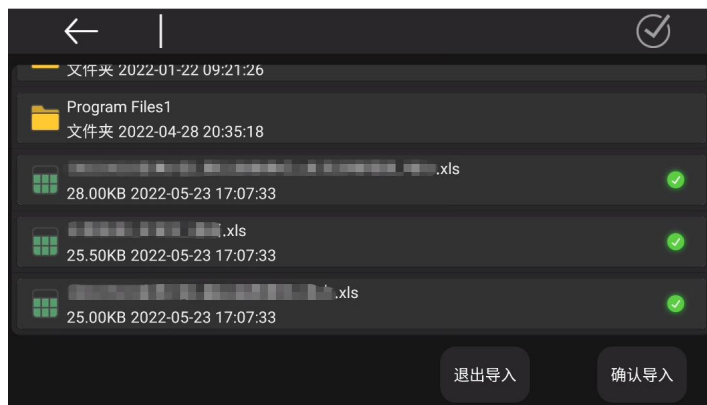 文件夹 2022-01-22 09:21:26
Program Files1
文件夹 2022-04-28 20:35:18
.xls
28.00KB 2022-05-23 17:07:33
.xls
25.50KB 2022-05-23 17:07:33
.xls
25.00KB 2022-05-23 17:07:33
退出导入 确认导入